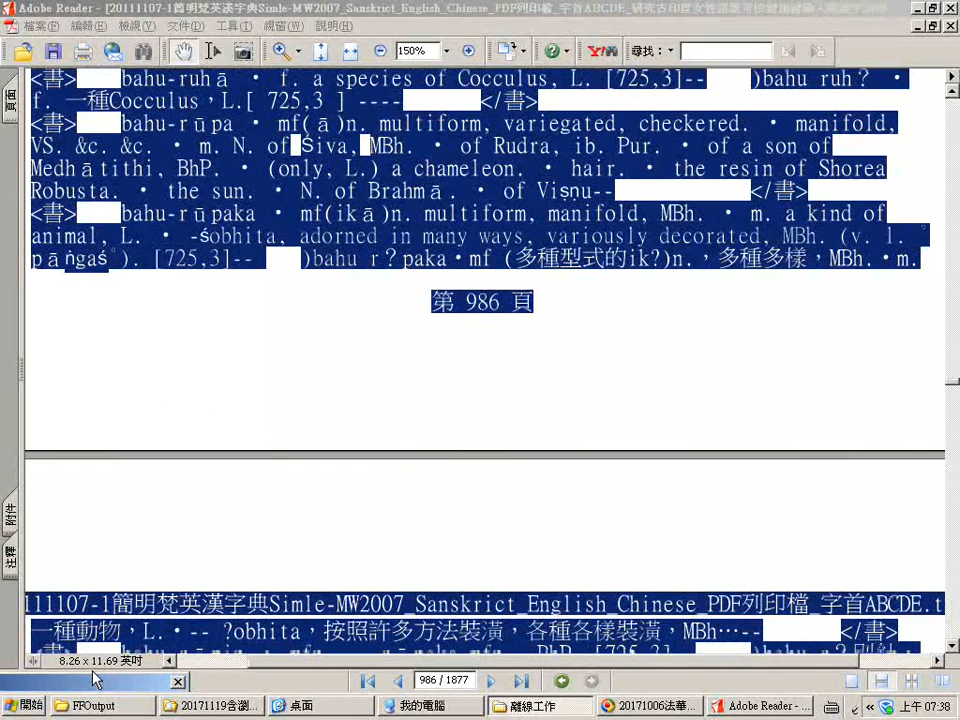 Adobe Reader - [20111107-1簡明梵英漢字典Simle-MW2007_Sanskrict_English_Chinese_PDF列印檔_字首ABCDE_
檔案(F) 編輯(E) 檢視(V) 文件(D) 工具(T) 視窗(W) 說明(H)
150% Y! 尋找：
頁面
<書> bahu-ruhā ‧ f. a species of Cocculus, L. [725,3]-- )bahu ruh? ‧
f. 一種Cocculus，L.[ 725,3 ] ---- </書>
<書> bahu-rūpa ‧ mf(ā)n. multiform, variegated, checkered. ‧ manifold,
VS. &c. &c. ‧ m. N. of Śiva, MBh. ‧ of Rudra, ib. Pur. ‧ of a son of
Medhātithi, BhP. ‧ (only, L.) a chameleon. ‧ hair. ‧ the resin of Shorea
Robusta. ‧ the sun. ‧ N. of Brahmā. ‧ of Viṣṇu-- </書>
<書> bahu-rūpaka ‧ mf(ikā)n. multiform, manifold, MBh. ‧ m. a kind of
animal, L. ‧ -śobhita, adorned in many ways, variously decorated, MBh. (v. l. °
pāṅgaś°). [725,3]-- )bahu r?paka‧mf (多種型式的ik?)n.，多種多樣，MBh.‧m.
第 986 頁
附件
注釋
111107-1簡明梵英漢字典Simle-MW2007_Sanskrict_English_Chinese_PDF列印檔_字首ABCDE.t
一種動物，L.‧-- ?obhita，按照許多方法裝潢，各種各樣裝潢，MBh…-- </書>
8.26 x 11.69 英吋
986 / 1877
開始 FFOutput 20171119含瀏... 桌面 我的電腦 離線工作 20171006法華... Adobe Reader -... 上午 07:38